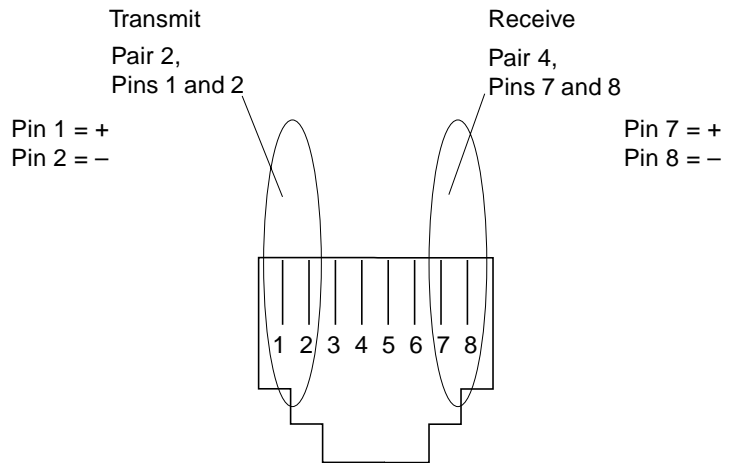 Transmit
Pair 2,
Pins 1 and 2
Receive
Pair 4,
Pins 7 and 8
Pin 1 = +
Pin 2 = –
Pin 7 = +
Pin 8 = –
1 2 3 4 5 6 7 8